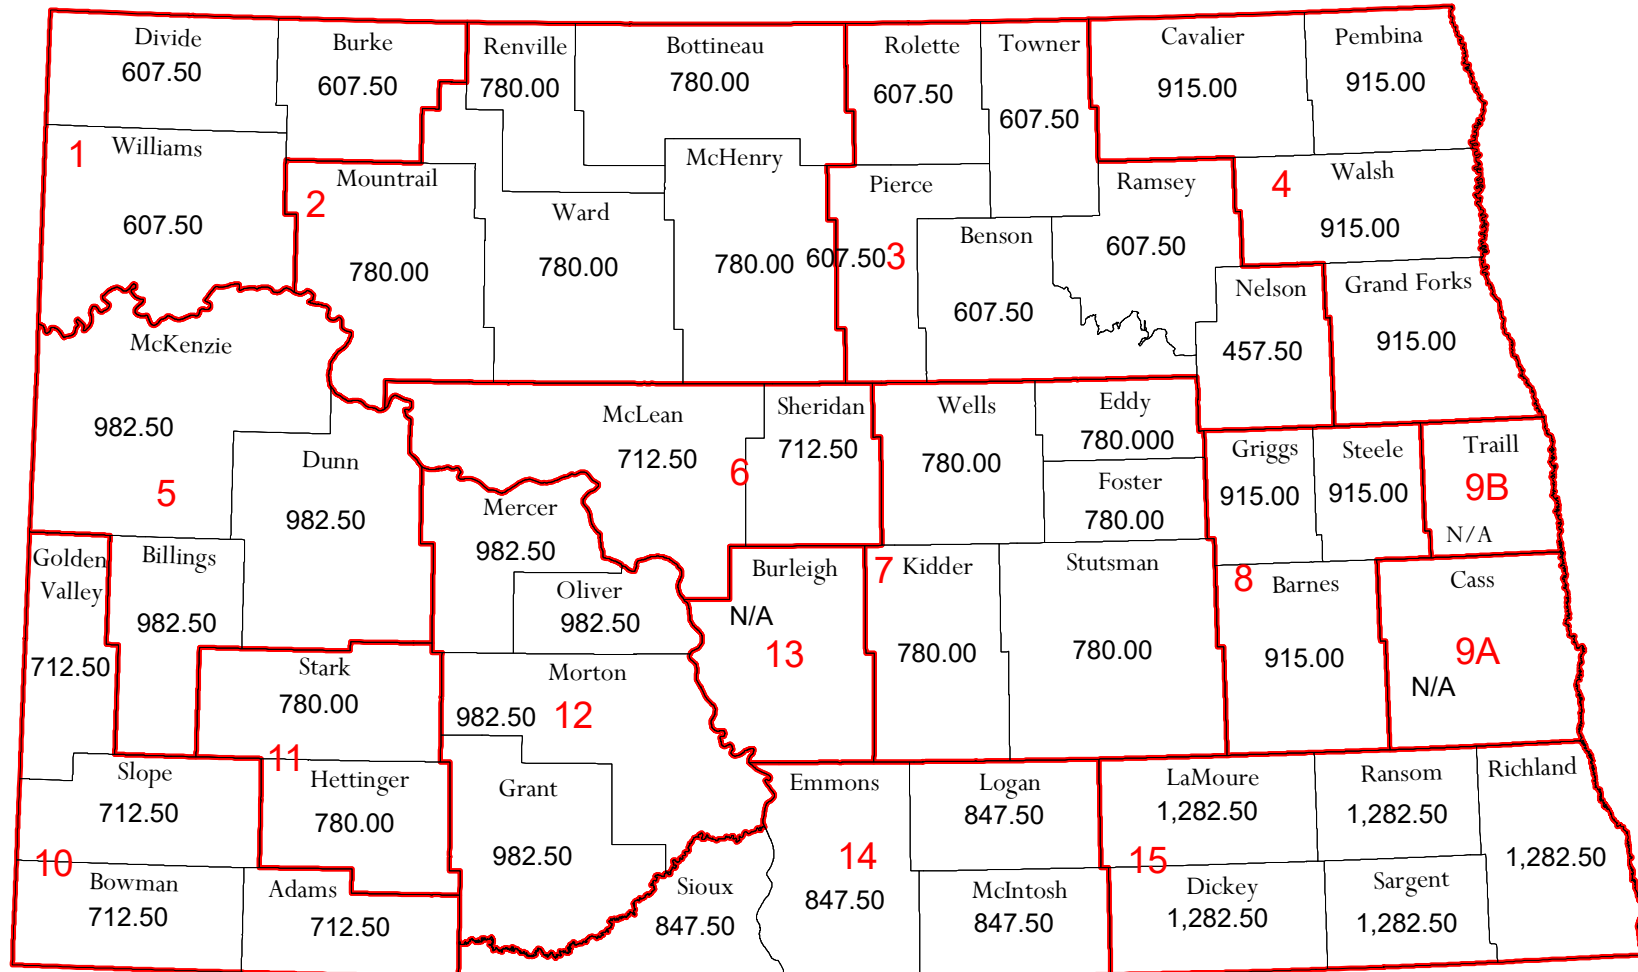 Divide
607.50
Burke
607.50
Renville
780.00
Bottineau
780.00
Rolette
607.50
Towner
607.50
Cavalier
915.00
Pembina
915.00
1
Williams
607.50
2
Mountrail
780.00
Ward
780.00
McHenry
780.00
Pierce
607.50
3
Benson
607.50
Ramsey
607.50
4
Walsh
915.00
Nelson
457.50
Grand Forks
915.00
McKenzie
982.50
5
Dunn
982.50
McLean
712.50
6
Sheridan
712.50
Wells
780.00
Eddy
780.000
Foster
780.00
Griggs
915.00
Steele
915.00
Traill
9B
N/A
Golden
Valley
712.50
Billings
982.50
Mercer
982.50
Oliver
982.50
Burleigh
N/A
13
7
Kidder
780.00
Stutsman
780.00
8
Barnes
915.00
Cass
9A
N/A
Stark
780.00
11
Morton
982.50
12
Slope
712.50
Hettinger
780.00
Grant
982.50
Emmons
14
847.50
Logan
847.50
LaMoure
1,282.50
Ransom
1,282.50
Richland
1,282.50
10
Bowman
712.50
Adams
712.50
Sioux
847.50
McIntosh
847.50
15
Dickey
1,282.50
Sargent
1,282.50